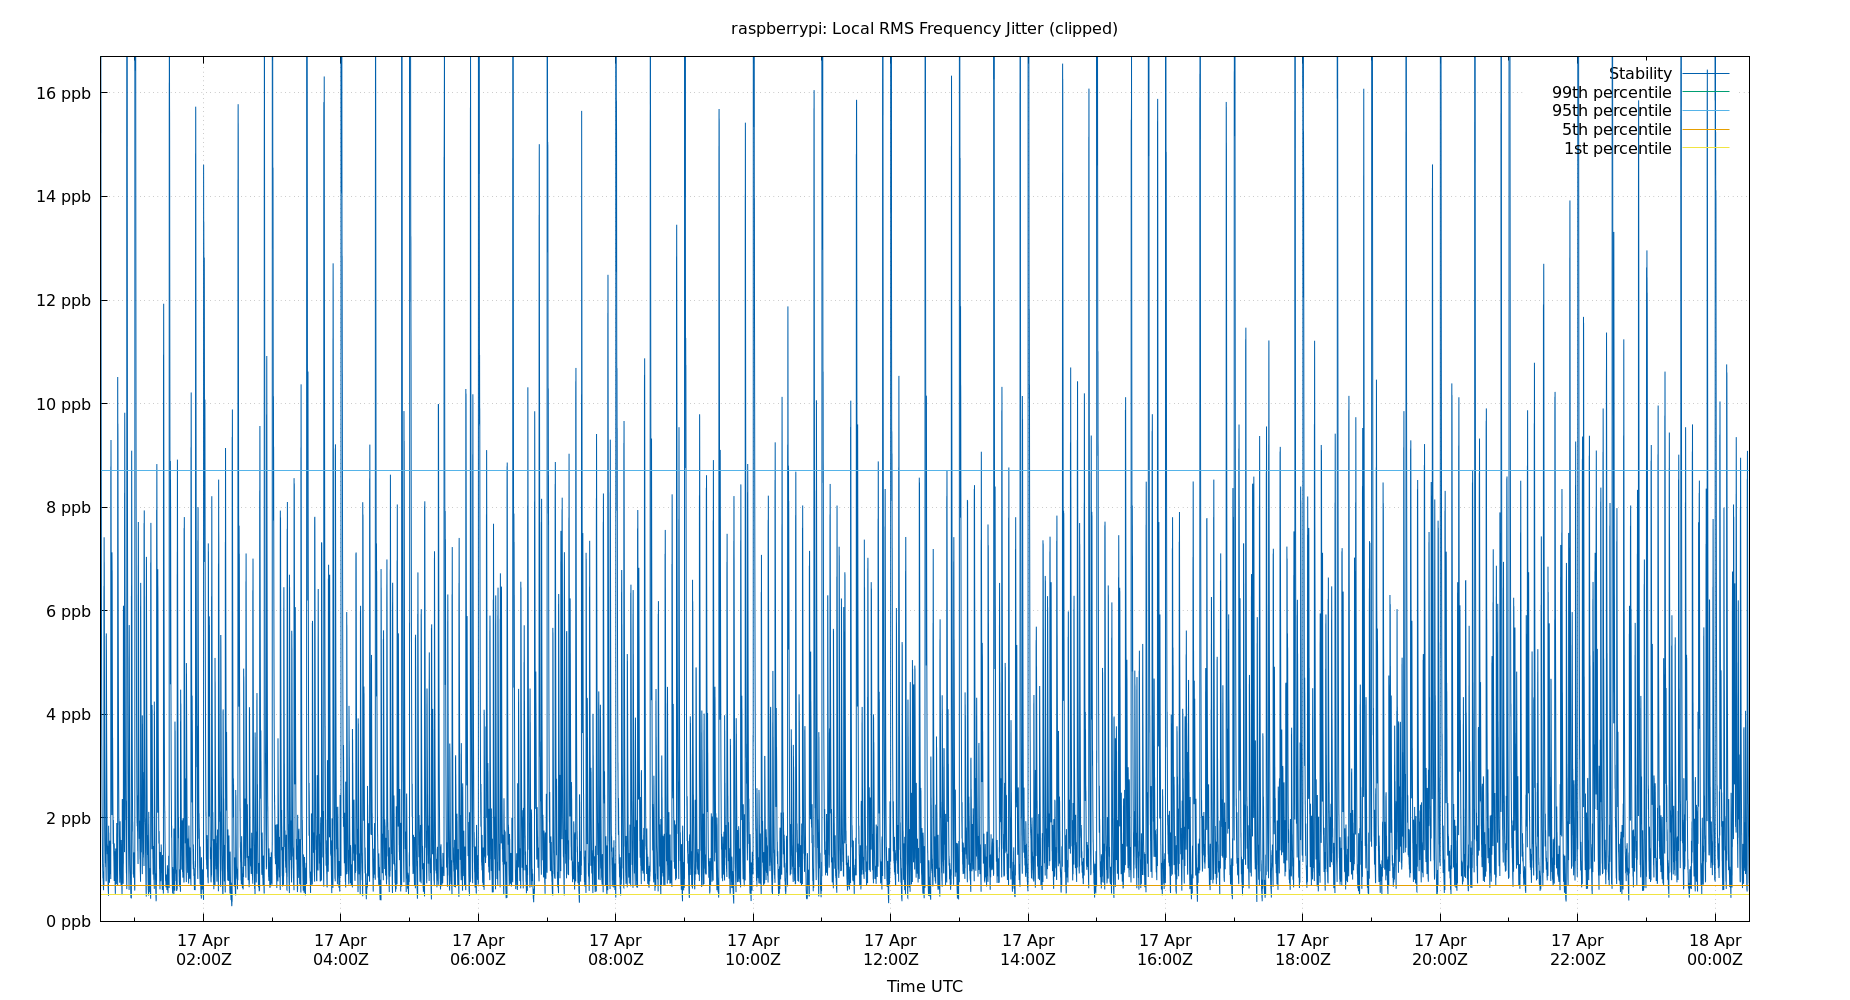 raspberrypi: Local RMS Frequency Jitter (clipped)
16 ppb
14 ppb
12 ppb
10 ppb
8 ppb
6 ppb
4 ppb
2 ppb
0 ppb
Stability
99th percentile
95th percentile
5th percentile
1st percentile
17 Apr 17 Apr 17 Apr 17 Apr 17 Apr 17 Apr 17 Apr 17 Apr 17 Apr 17 Apr 17 Apr 18 Apr
02:00Z 04:00Z 06:00Z 08:00Z 10:00Z 12:00Z 14:00Z 16:00Z 18:00Z 20:00Z 22:00Z 00:00Z
Time UTC